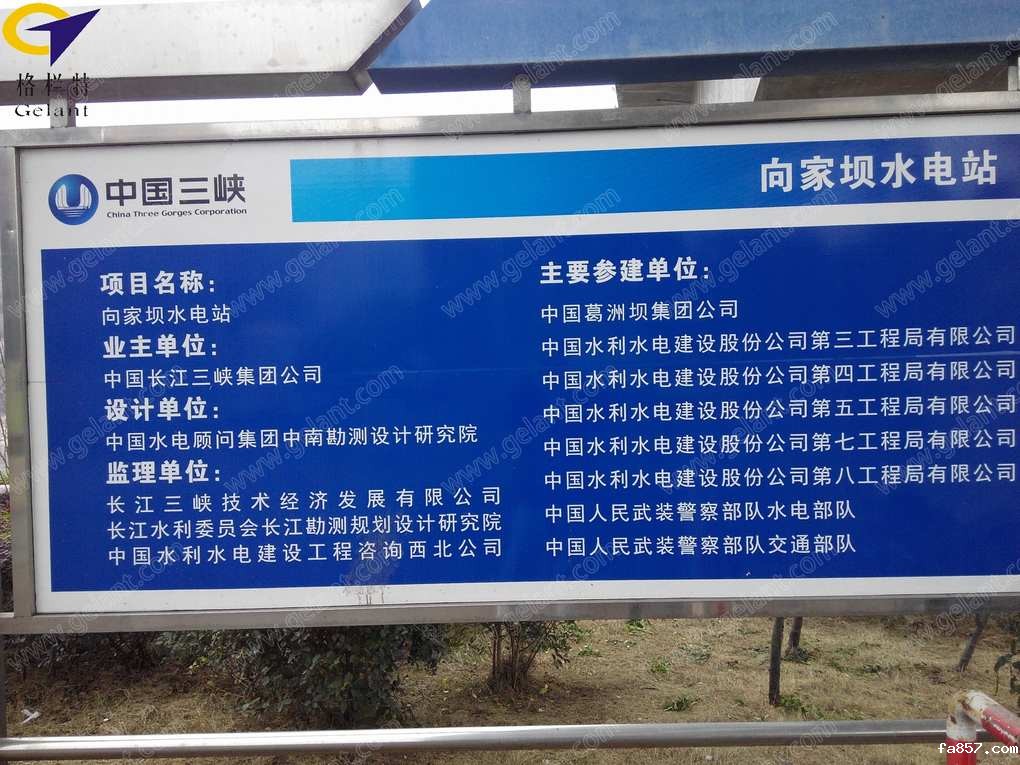 格栏特
Gelant
中国三峡
China Three Gorges Corporation
向家坝水电站
项目名称:
向家坝水电站
业主单位:
中国长江三峡集团公司
设计单位:
中国水电顾问集团中南勘测设计研究院
监理单位:
长江三峡技术经济发展有限公司
长江水利委员会长江勘测规划设计研究院
中国水利水电建设工程咨询西北公司
主要参建单位:
中国葛洲坝集团公司
中国水利水电建设股份公司第三工程局有限公司
中国水利水电建设股份公司第四工程局有限公司
中国水利水电建设股份公司第五工程局有限公司
中国水利水电建设股份公司第七工程局有限公司
中国水利水电建设股份公司第八工程局有限公司
中国人民武装警察部队水电部队
中国人民武装警察部队交通部队
www.gelant.com
fa857.com